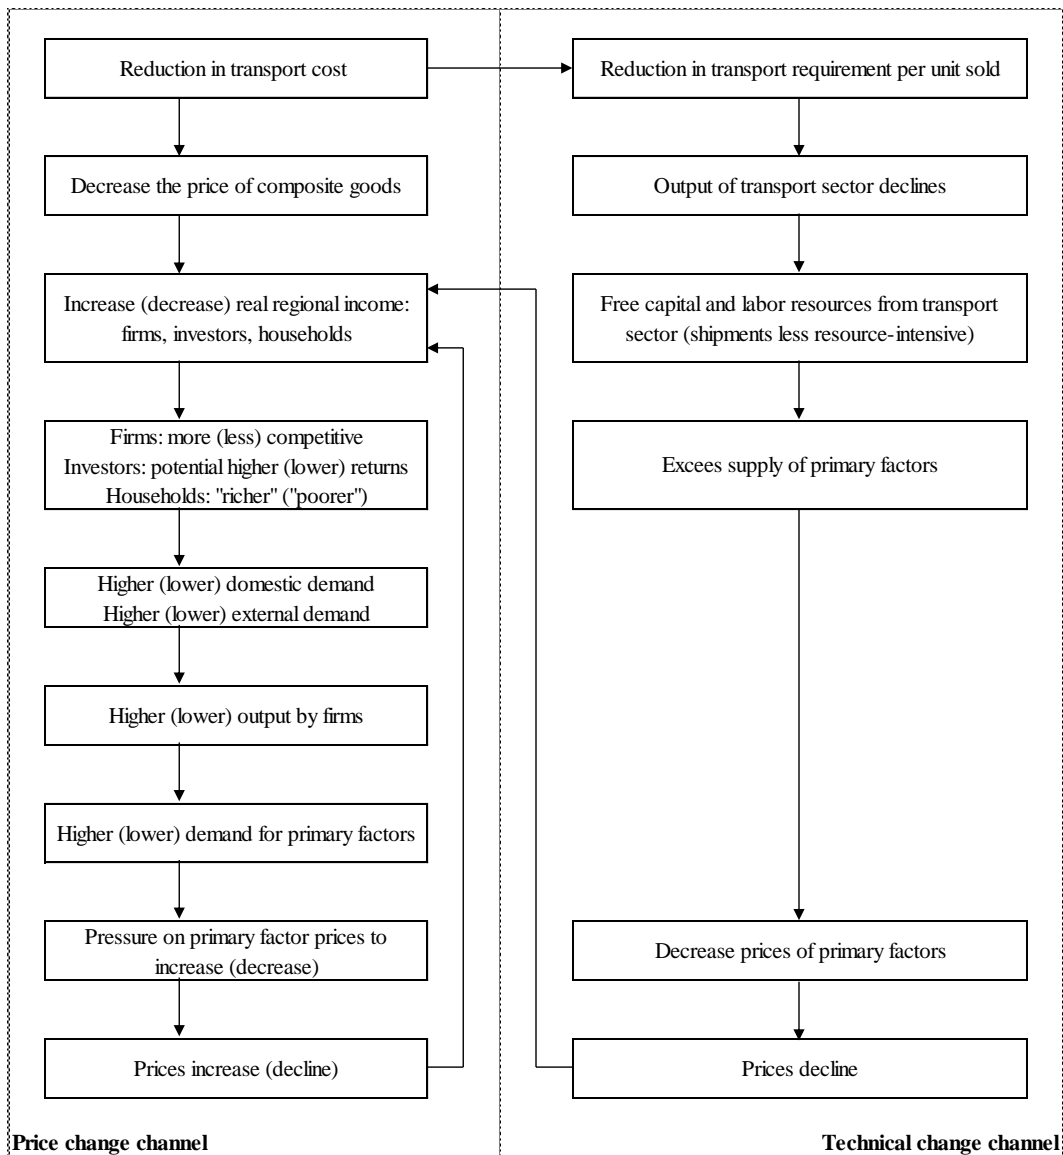 Reduction in transport cost
Decrease the price of composite goods
Increase (decrease) real regional income:
firms, investors, households
Firms: more (less) competitive
Investors: potential higher (lower) returns
Households: "richer" ("poorer")
Higher (lower) domestic demand
Higher (lower) external demand
Higher (lower) output by firms
Higher (lower) demand for primary factors
Pressure on primary factor prices to
increase (decrease)
Prices increase (decline)
Price change channel
Reduction in transport requirement per unit sold
Output of transport sector declines
Free capital and labor resources from transport
sector (shipments less resource-intensive)
Excees supply of primary factors
Decrease prices of primary factors
Prices decline
Technical change channel